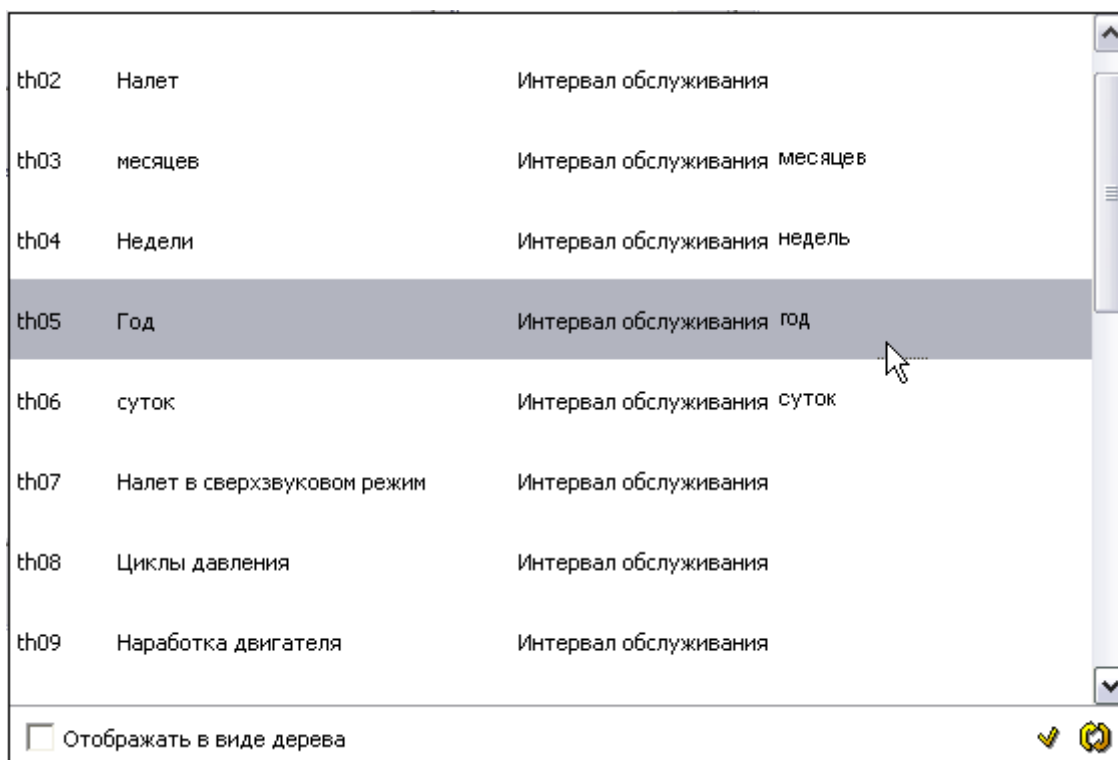 th02 Налет Интервал обслуживания
th03 месяцев Интервал обслуживания месяцев
th04 Недели Интервал обслуживания недель
th05 Год Интервал обслуживания год
th06 суток Интервал обслуживания суток
th07 Налет в сверхзвуковом режим Интервал обслуживания
th08 Циклы давления Интервал обслуживания
th09 Наработка двигателя Интервал обслуживания
Отображать в виде дерева